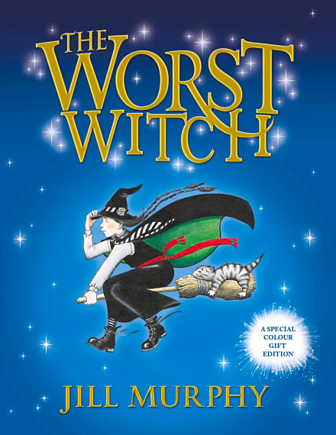 THE
WORST
WITCH
A SPECIAL
COLOUR
GIFT
EDITION
JILL MURPHY